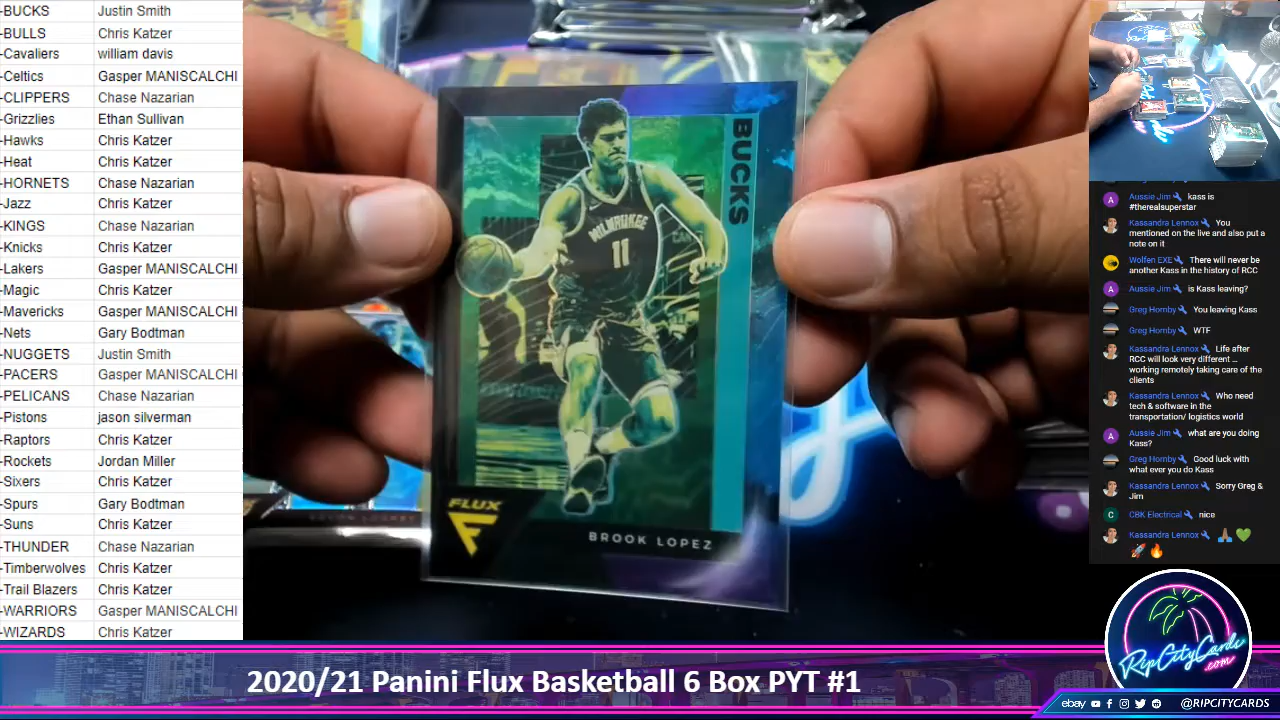 -BUCKS Justin Smith
-BULLS Chris Katzer
-Cavaliers william davis
-Celtics Gasper MANISCALCHI
-CLIPPERS Chase Nazarian
-Grizzlies Ethan Sullivan
-Hawks Chris Katzer
-Heat Chris Katzer
-HORNETS Chase Nazarian
-Jazz Chris Katzer
-KINGS Chase Nazarian
-Knicks Chris Katzer
-Lakers Gasper MANISCALCHI
-Magic Chris Katzer
-Mavericks Gasper MANISCALCHI
-Nets Gary Bodtman
-NUGGETS Justin Smith
-PACERS Gasper MANISCALCHI
-PELICANS Chase Nazarian
-Pistons jason silverman
-Raptors Chris Katzer
-Rockets Jordan Miller
-Sixers Chris Katzer
-Spurs Gary Bodtman
-Suns Chris Katzer
-THUNDER Chase Nazarian
-Timberwolves Chris Katzer
-Trail Blazers Chris Katzer
-WARRIORS Gasper MANISCALCHI
-WIZARDS Chris Katzer
BUCKS
MILWAUKEE
11
FLUX
BROOK LOPEZ
Aussie Jim kass is
#therealsuperstar
Kassandra Lennox You
mentioned on the live and also put a
note on it
Wolfen EXE There will never be
another Kass in the history of RCC
Aussie Jim is Kass leaving?
Greg Hornby You leaving Kass
Greg Hornby WTF
Kassandra Lennox Life after
RCC will look very different ...
working remotely taking care of the
clients
Kassandra Lennox Who need
tech & software in the
transportation/ logistics world
Aussie Jim what are you doing
Kass?
Greg Hornby Good luck with
what ever you do Kass
Kassandra Lennox Sorry Greg &
Jim
CBK Electrical nice
Kassandra Lennox 🙏🏽 💚
🚀 🔥
RipCityCards
.com
2020/21 Panini Flux Basketball 6 Box PYT #1
ebay @RIPCITYCARDS